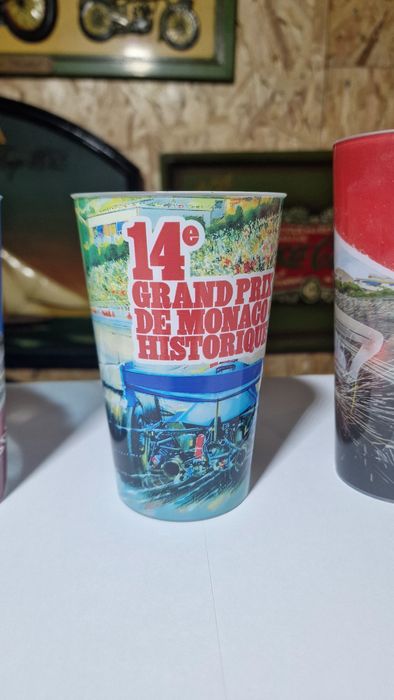 14e
GRAND PRIX
DE MONACO
HISTORIQUE